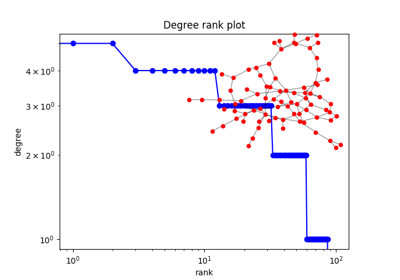 Degree rank plot
4 × 10⁰
3 × 10⁰
2 × 10⁰
10⁰
degree
10⁰ 10¹ 10²
rank